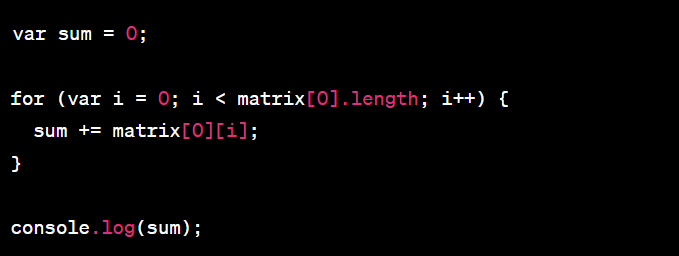 var sum = 0;
for (var i = 0; i < matrix[0].length; i++) {
  sum += matrix[0][i];
}
console.log(sum);